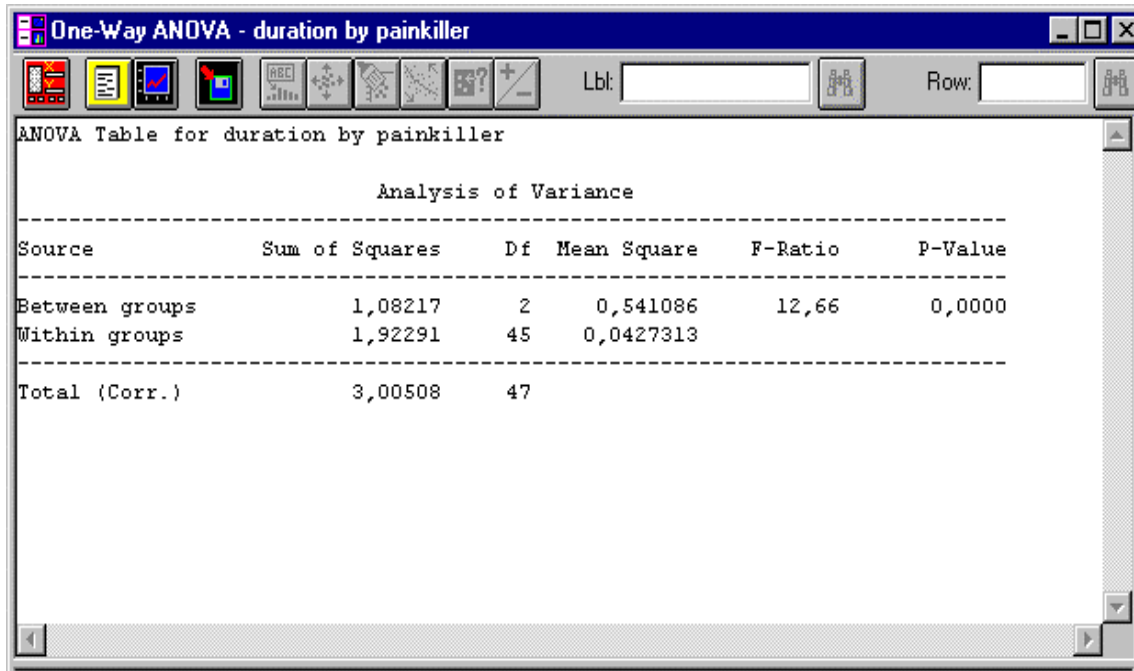 One-Way ANOVA - duration by painkiller
ABC ? +/- Lbl: Row:
ANOVA Table for duration by painkiller
Analysis of Variance
--------------------------------------------------------------------------------
Source Sum of Squares Df Mean Square F-Ratio P-Value
--------------------------------------------------------------------------------
Between groups 1,08217 2 0,541086 12,66 0,0000
Within groups 1,92291 45 0,0427313
--------------------------------------------------------------------------------
Total (Corr.) 3,00508 47